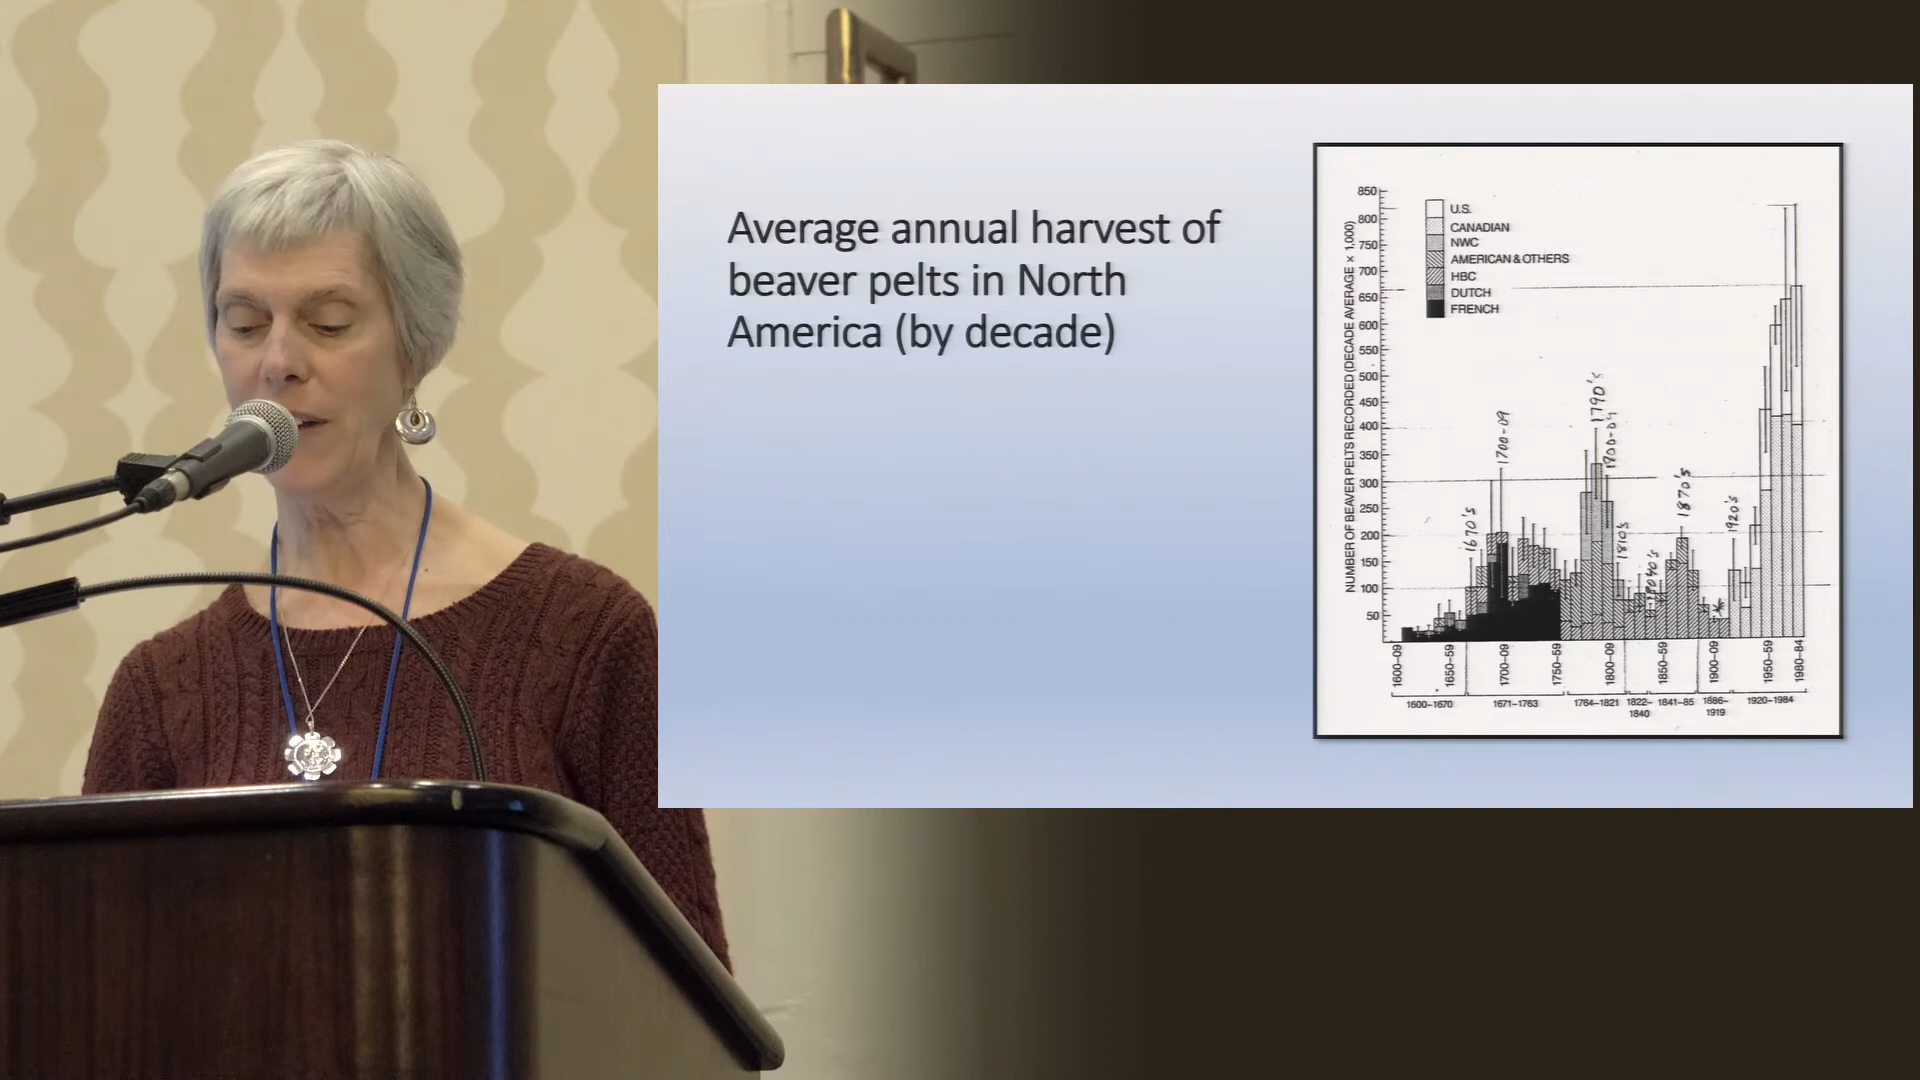 Average annual harvest of
beaver pelts in North
America (by decade)
NUMBER OF BEAVER PELTS RECORDED (DECADE AVERAGE × 1,000)
850
800
750
700
650
600
550
500
450
400
350
300
250
200
150
100
50
U.S.
CANADIAN
NWC
AMERICAN & OTHERS
HBC
DUTCH
FRENCH
1670's
1700-09
1790's
1800-09
1810's
1870's
1920's
1600–09
1650–59
1700–09
1750–59
1800–09
1850–59
1900–09
1950–59
1980–84
1600–1670
1671–1763
1764–1821
1822–
1840
1841–85
1886–
1919
1920–1984